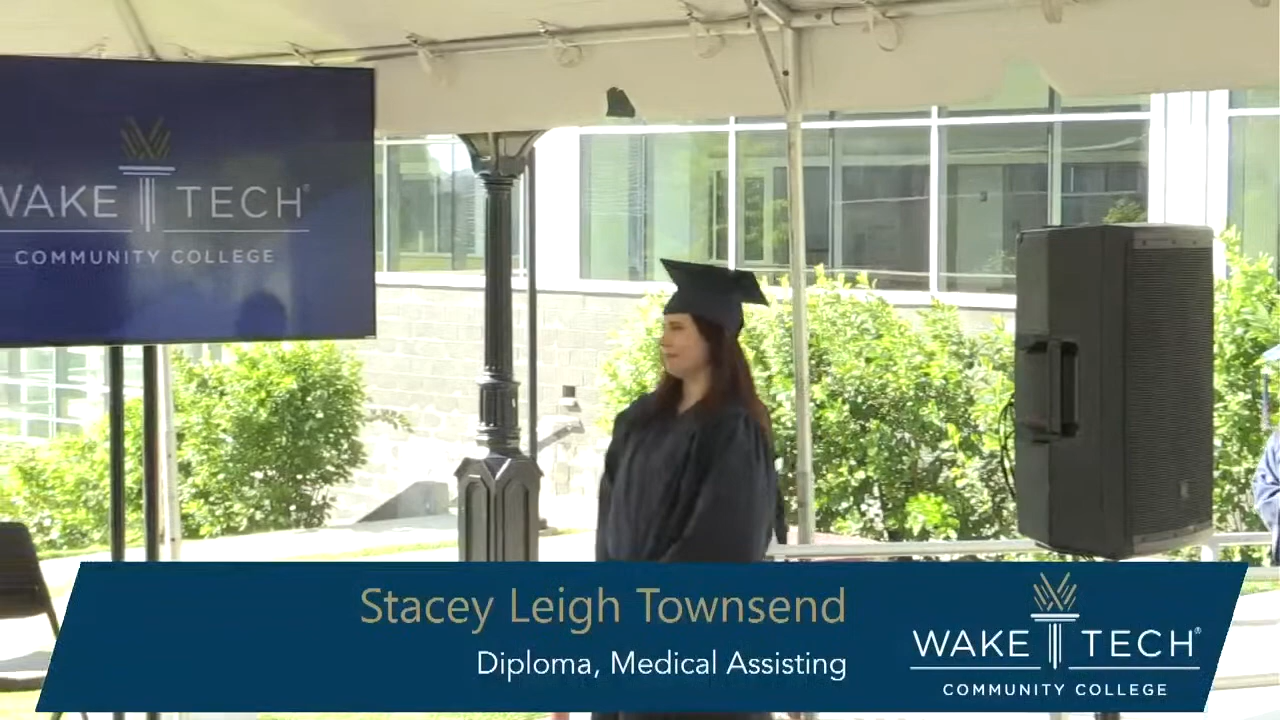 WAKE TECH®
COMMUNITY COLLEGE
Stacey Leigh Townsend
Diploma, Medical Assisting
WAKE TECH®
COMMUNITY COLLEGE